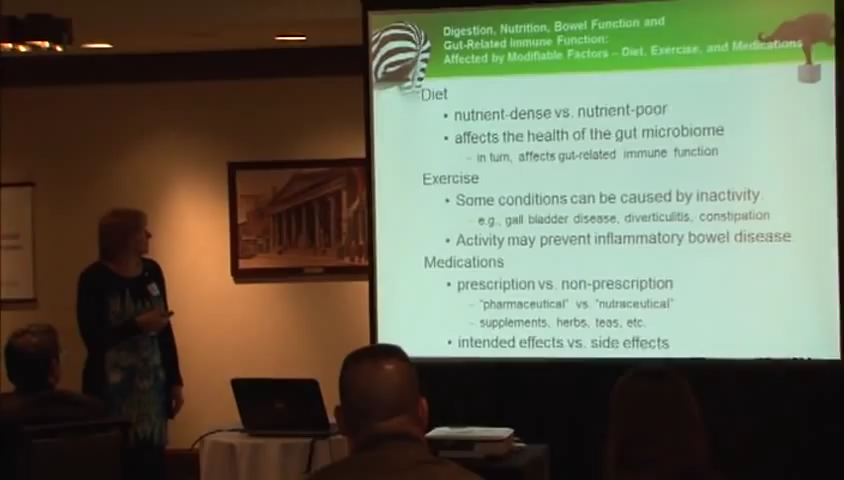 Digestion, Nutrition, Bowel Function and
Gut-Related Immune Function:
Affected by Modifiable Factors – Diet, Exercise, and Medications
Diet
• nutrient-dense vs. nutrient-poor
• affects the health of the gut microbiome
– in turn, affects gut-related immune function
Exercise
• Some conditions can be caused by inactivity
– e.g., gall bladder disease, diverticulitis, constipation
• Activity may prevent inflammatory bowel disease
Medications
• prescription vs. non-prescription
– "pharmaceutical" vs. "nutraceutical"
– supplements, herbs, teas, etc.
• intended effects vs. side effects